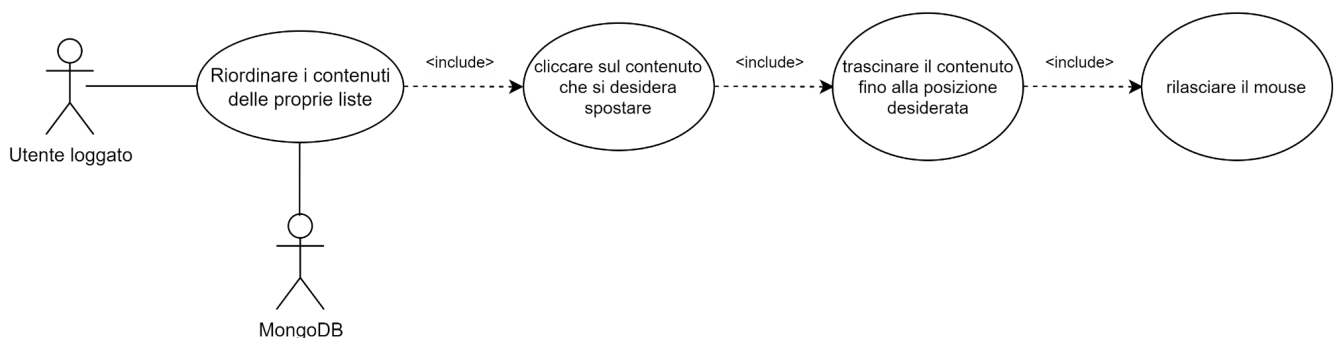 Utente loggato
Riordinare i contenuti
delle proprie liste
<include>
cliccare sul contenuto
che si desidera
spostare
<include>
trascinare il contenuto
fino alla posizione
desiderata
<include>
rilasciare il mouse
MongoDB